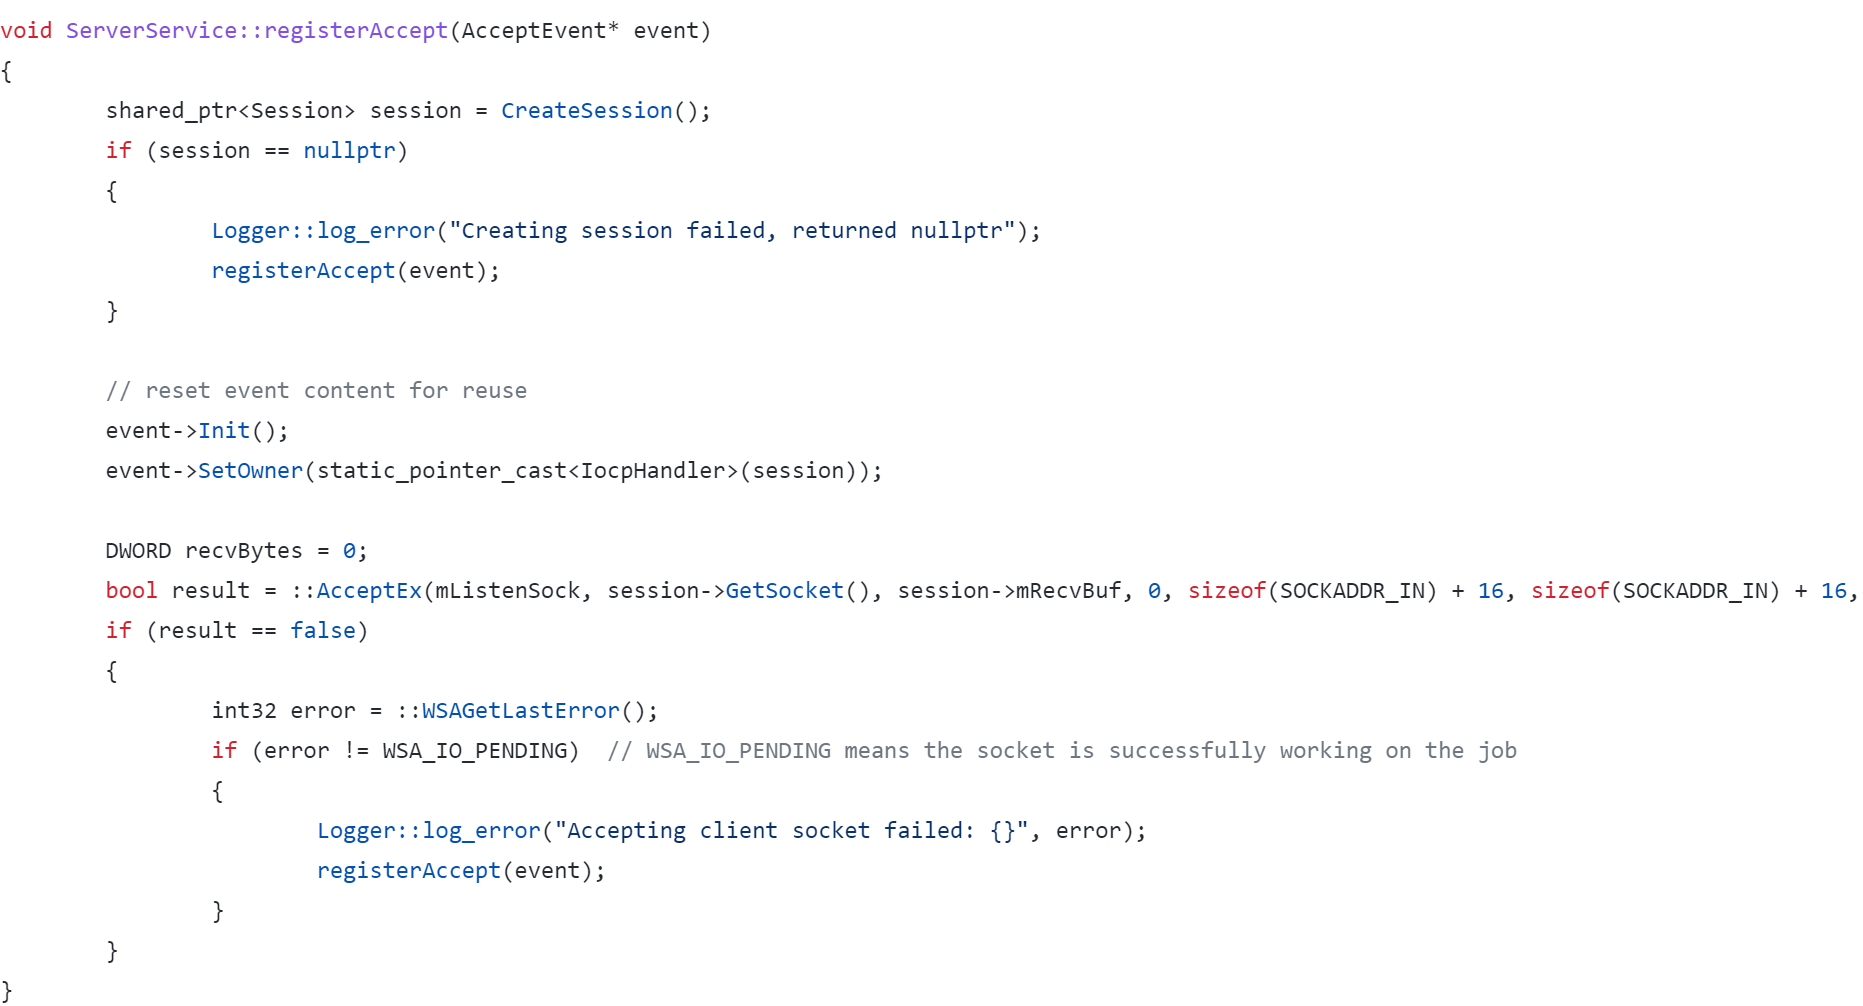 void ServerService::registerAccept(AcceptEvent* event)
{
        shared_ptr<Session> session = CreateSession();
        if (session == nullptr)
        {
                Logger::log_error("Creating session failed, returned nullptr");
                registerAccept(event);
        }

        // reset event content for reuse
        event->Init();
        event->SetOwner(static_pointer_cast<IocpHandler>(session));

        DWORD recvBytes = 0;
        bool result = ::AcceptEx(mListenSock, session->GetSocket(), session->mRecvBuf, 0, sizeof(SOCKADDR_IN) + 16, sizeof(SOCKADDR_IN) + 16,
        if (result == false)
        {
                int32 error = ::WSAGetLastError();
                if (error != WSA_IO_PENDING)  // WSA_IO_PENDING means the socket is successfully working on the job
                {
                        Logger::log_error("Accepting client socket failed: {}", error);
                        registerAccept(event);
                }
        }
}